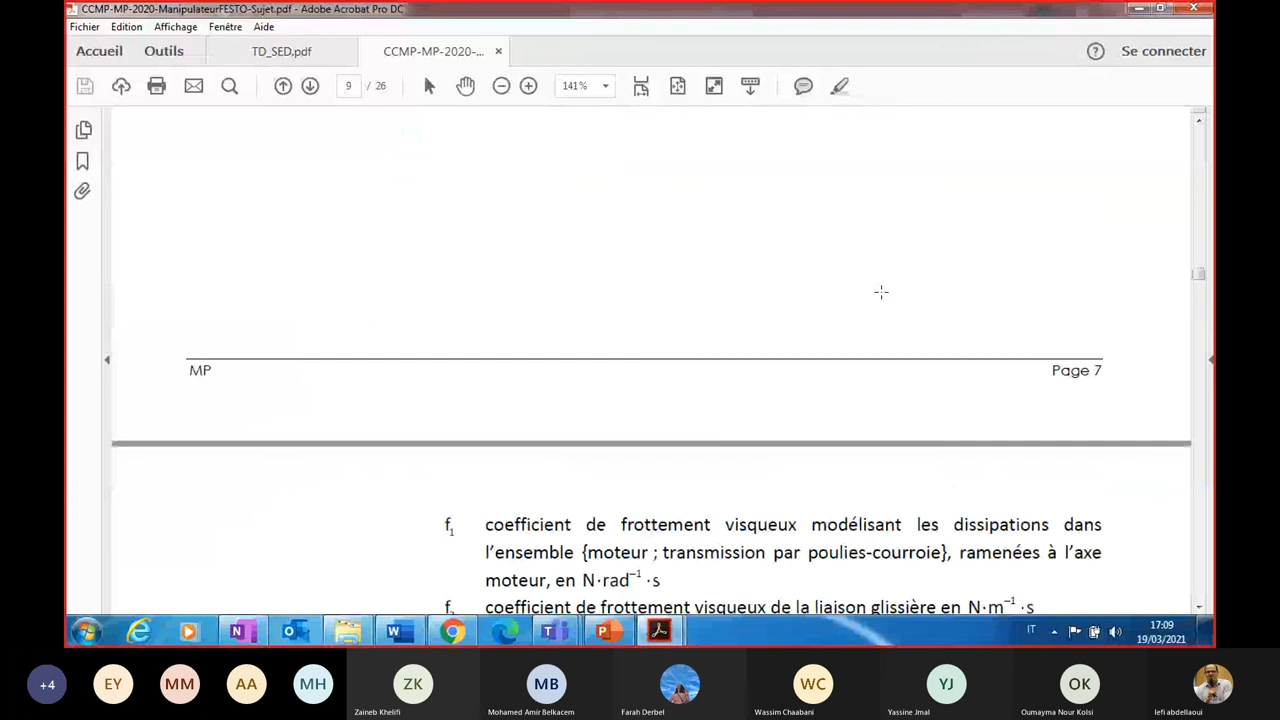 CCMP-MP-2020-ManipulateurFESTO-Sujet.pdf - Adobe Acrobat Pro DC
Fichier Edition Affichage Fenêtre Aide
Accueil Outils TD_SED.pdf CCMP-MP-2020-... × Se connecter
9 / 26 141%
MP Page 7
f1 coefficient de frottement visqueux modélisant les dissipations dans
l'ensemble {moteur ; transmission par poulies-courroie}, ramenées à l'axe
moteur, en N·rad−1·s
coefficient de frottement visqueux de la liaison glissière en N·m−1·s
IT 17:09
19/03/2021
+4 EY MM AA MH ZK MB WC YJ OK
Zaineb Khelifi Mohamed Amir Belkacem Farah Derbel Wassim Chaabani Yassine Jmal Oumayma Nour Kolsi lefi abdellaoui